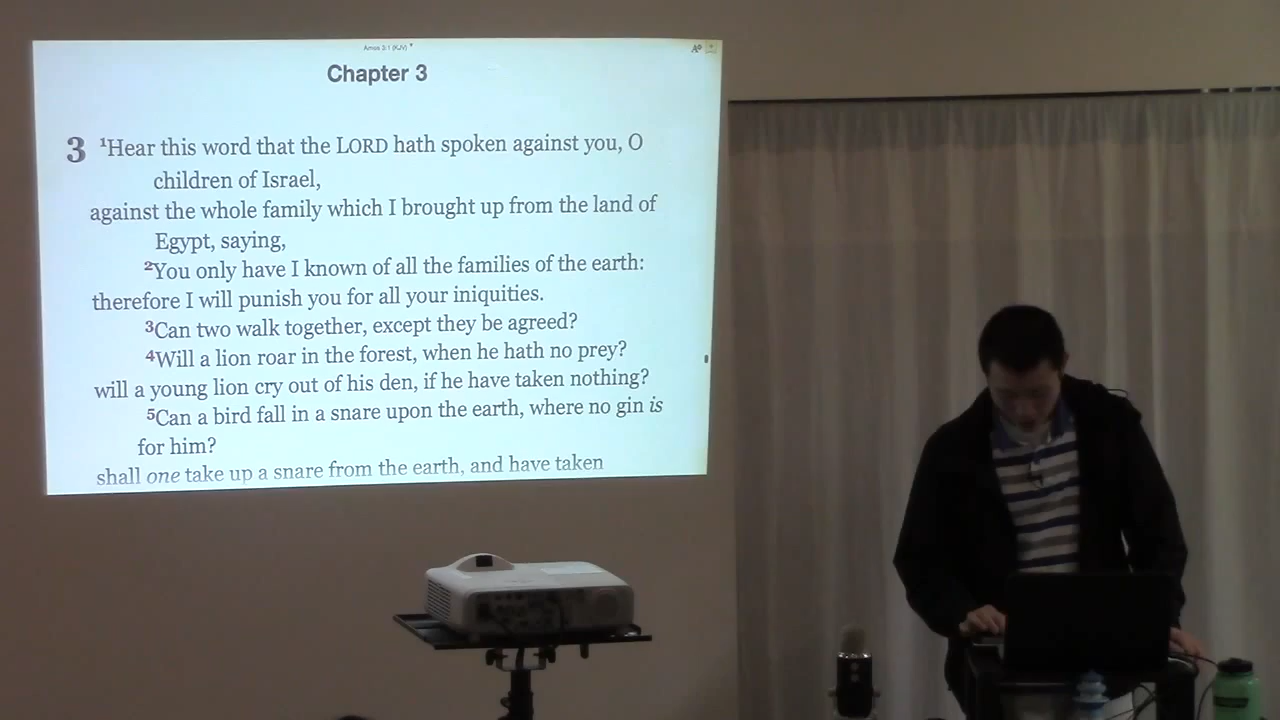 Amos 3:1 (KJV)
Chapter 3
3 1Hear this word that the LORD hath spoken against you, O
children of Israel,
against the whole family which I brought up from the land of
Egypt, saying,
2You only have I known of all the families of the earth:
therefore I will punish you for all your iniquities.
3Can two walk together, except they be agreed?
4Will a lion roar in the forest, when he hath no prey?
will a young lion cry out of his den, if he have taken nothing?
5Can a bird fall in a snare upon the earth, where no gin is
for him?
shall one take up a snare from the earth, and have taken